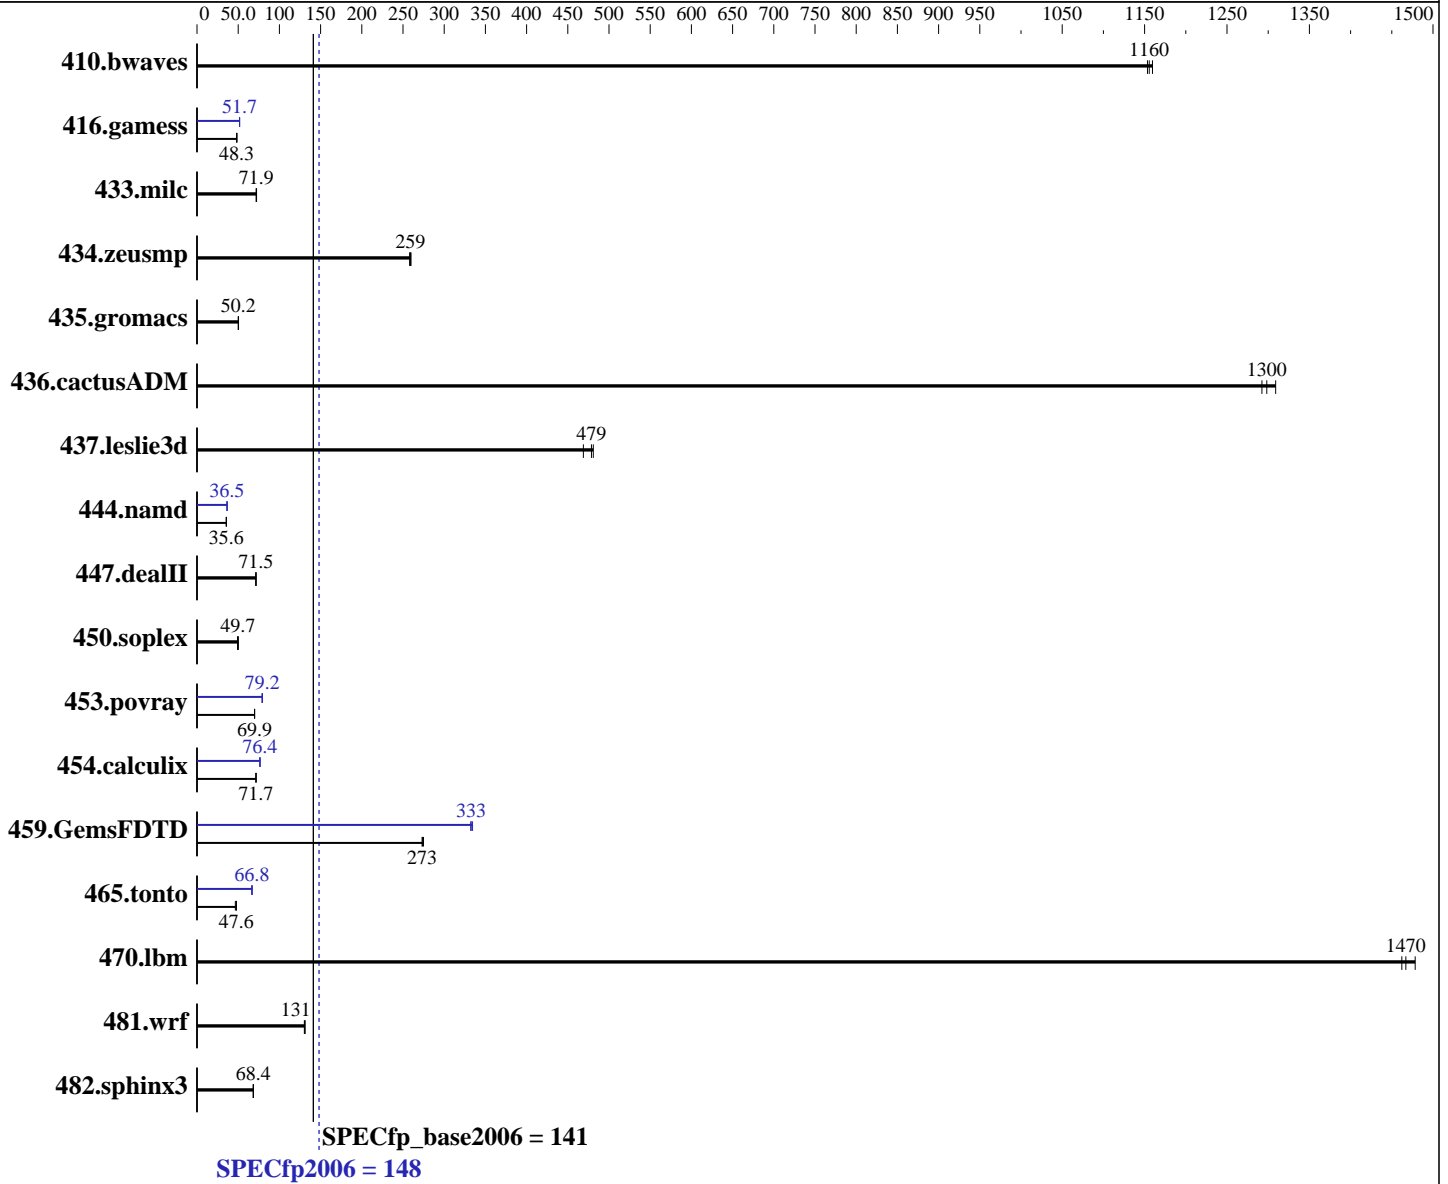 0 50.0 100 150 200 250 300 350 400 450 500 550 600 650 700 750 800 850 900 950 1050 1150 1250 1350 1500
1160
410.bwaves
51.7
416.gamess
48.3
71.9
433.milc
259
434.zeusmp
50.2
435.gromacs
1300
436.cactusADM
479
437.leslie3d
36.5
444.namd
35.6
71.5
447.dealII
49.7
450.soplex
79.2
453.povray
69.9
76.4
454.calculix
71.7
333
459.GemsFDTD
273
66.8
465.tonto
47.6
1470
470.lbm
131
481.wrf
68.4
482.sphinx3
SPECfp_base2006 = 141
SPECfp2006 = 148